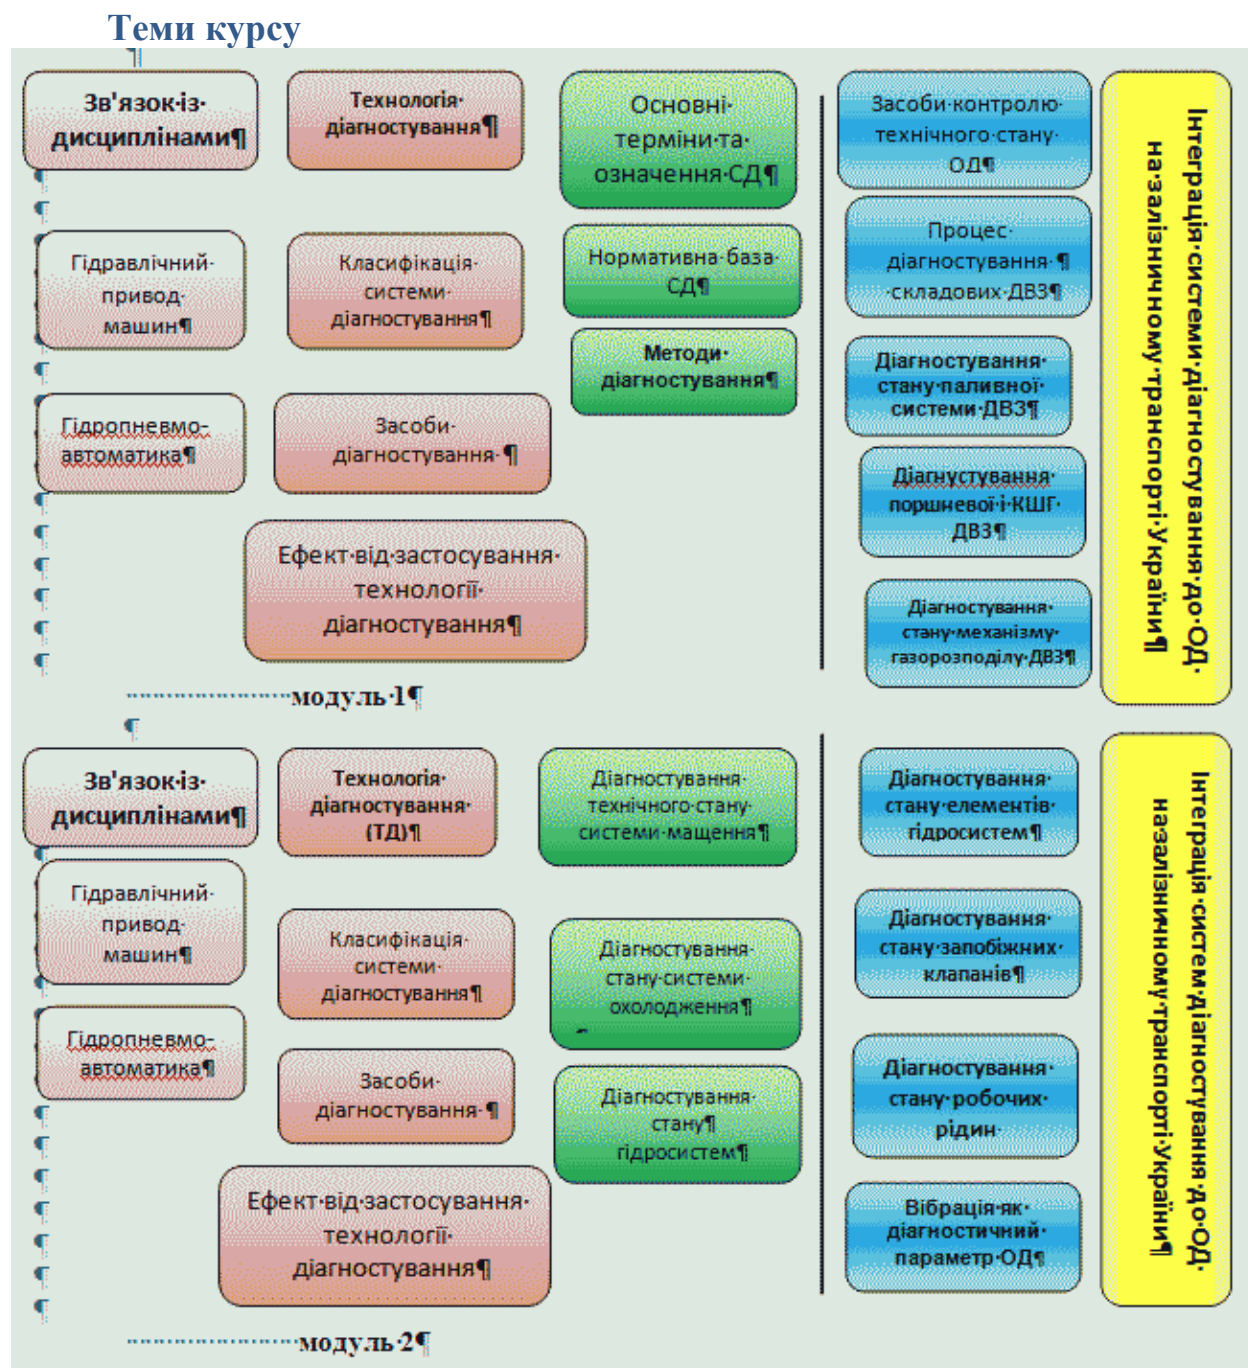 Теми курсу
Зв'язок із
дисциплінами¶
Технологія
діагностування¶
Основні
терміни та
означення СД¶
Засоби контролю
технічного стану
ОД¶
Інтеграція системи діагностування до ОД
на залізничному транспорті України¶
Гідравлічний
привод
машин¶
Класифікація
системи
діагностування¶
Нормативна база
СД¶
Процес
діагностування ¶
складових ДВЗ¶
Методи
діагностування¶
Діагностування
стану паливної
системи ДВЗ¶
Гідропневмо-
автоматика¶
Засоби
діагностування ¶
Діагнустування
поршневої і КШГ
ДВЗ¶
Ефект від застосування
технології
діагностування¶
Діагностування
стану механізму
газорозподілу ДВЗ¶
модуль 1¶
Зв'язок із
дисциплінами¶
Технологія
діагностування
(ТД)¶
Діагностування
технічного стану
системи мащення¶
Діагностування
стану елементів
гідросистем¶
Інтеграція систем діагностування до ОД
на залізничному транспорті України¶
Гідравлічний
привод
машин¶
Класифікація
системи
діагностування¶
Діагностування
стану системи
охолодження¶
Діагностування
стану запобіжних
клапанів¶
Гідропневмо-
автоматика¶
Засоби
діагностування ¶
Діагностування
стану¶
гідросистем¶
Діагностування
стану робочих
рідин
Ефект від застосування
технології
діагностування¶
Вібрація як
діагностичний
параметр ОД¶
модуль 2¶